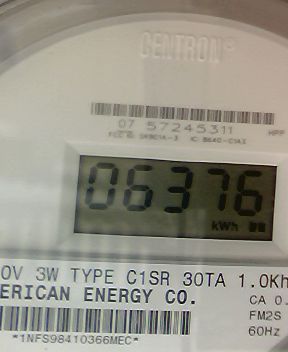 CENTRON®
07 57245311
06376
kWh
0V 3W TYPE C1SR 30TA 1.0Kh
ERICAN ENERGY CO.
CA 0.
FM2S
60Hz
*1NFS98410366MEC*